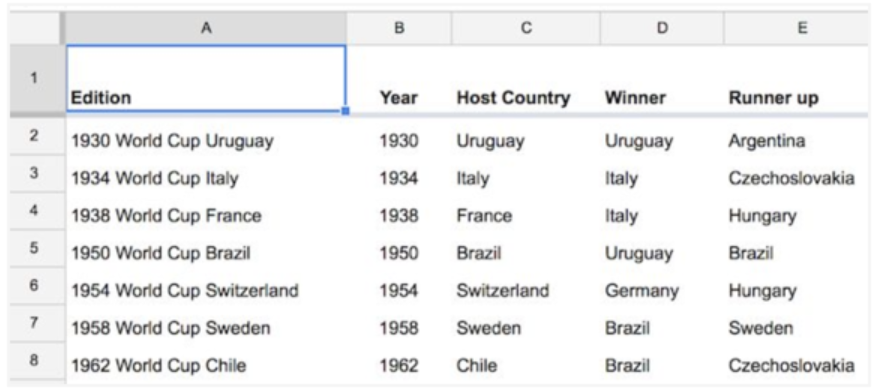 A B C D E
1 Edition Year Host Country Winner Runner up
2 1930 World Cup Uruguay 1930 Uruguay Uruguay Argentina
3 1934 World Cup Italy 1934 Italy Italy Czechoslovakia
4 1938 World Cup France 1938 France Italy Hungary
5 1950 World Cup Brazil 1950 Brazil Uruguay Brazil
6 1954 World Cup Switzerland 1954 Switzerland Germany Hungary
7 1958 World Cup Sweden 1958 Sweden Brazil Sweden
8 1962 World Cup Chile 1962 Chile Brazil Czechoslovakia